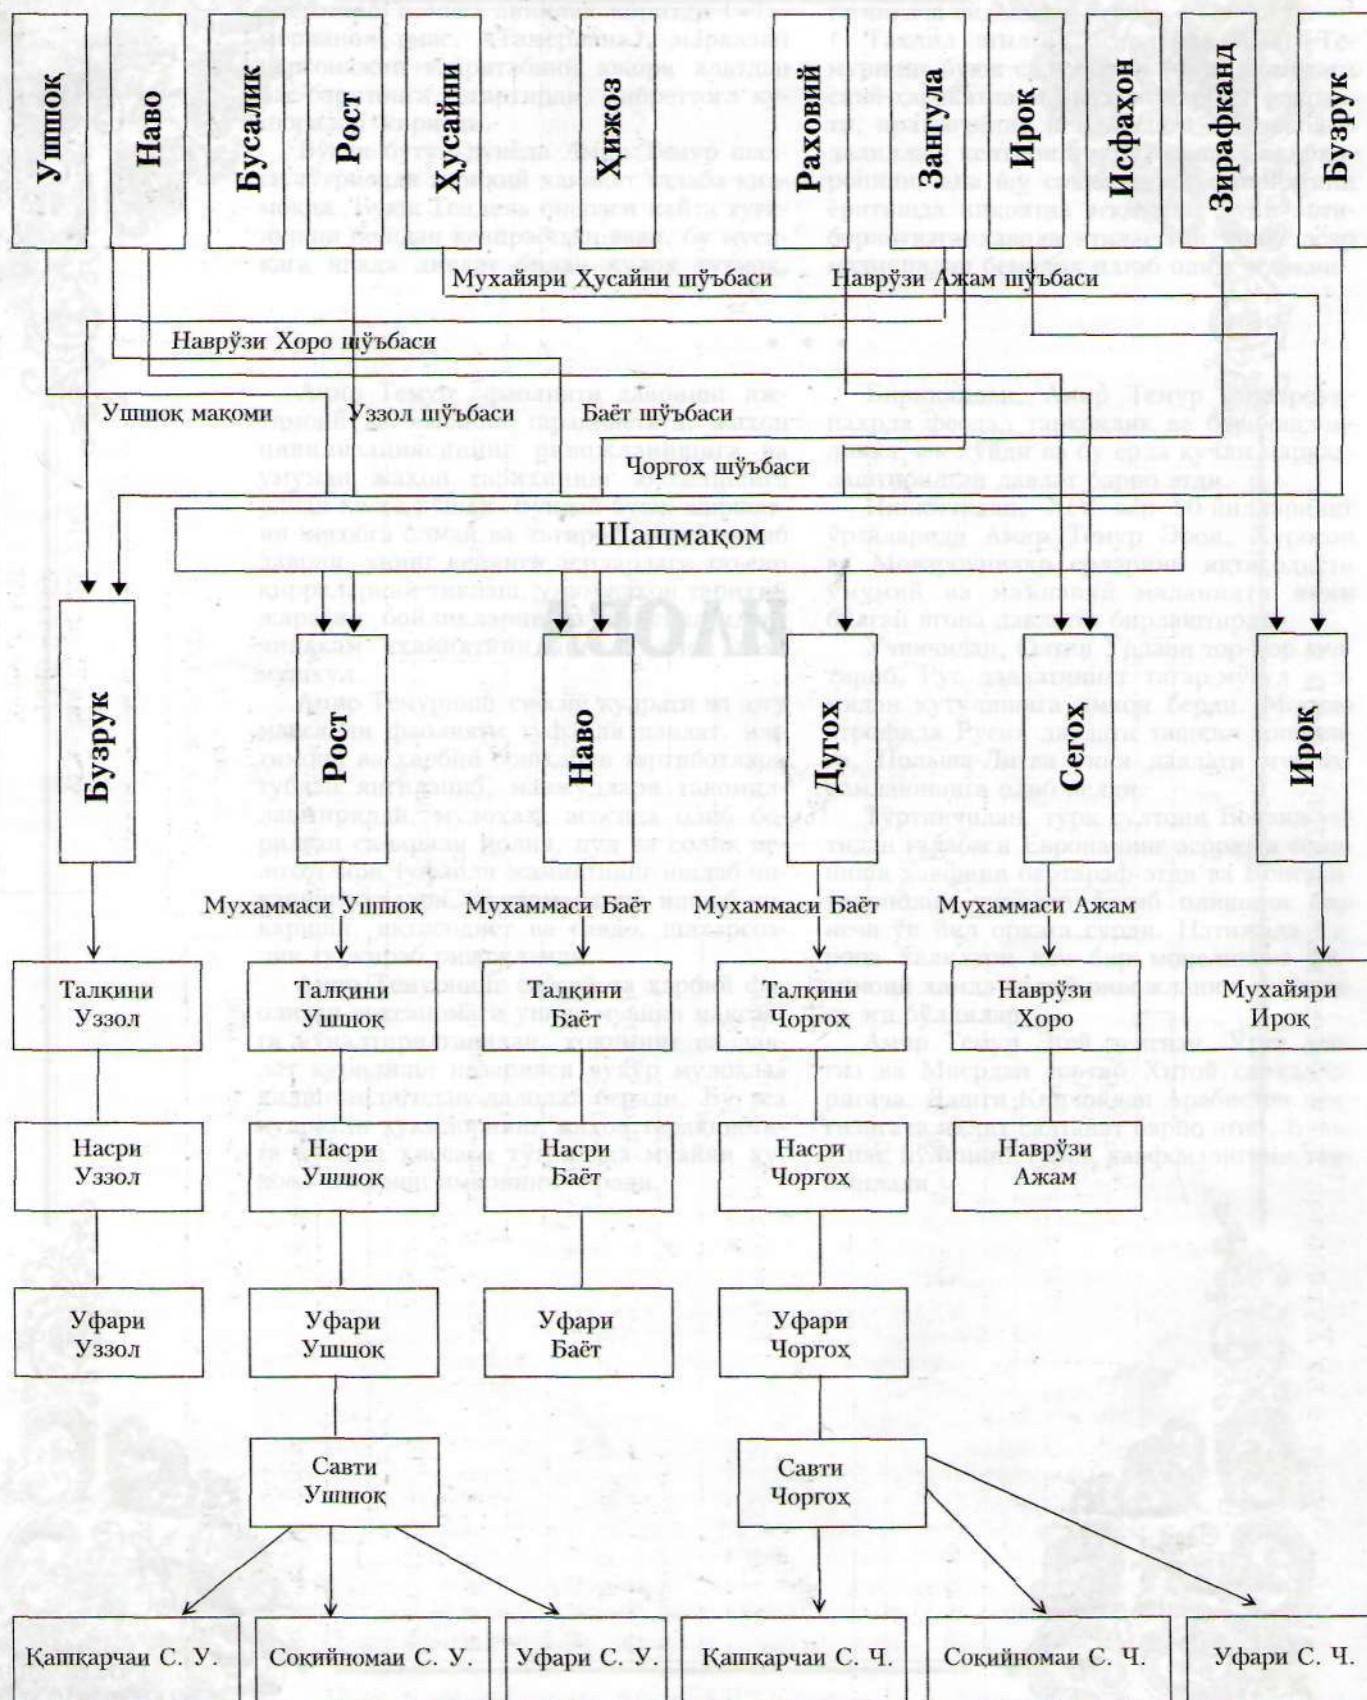 Ушшоқ
Наво
Бусалик
Рост
Ҳусани
Ҳижоз
Раховий
Зангула
Ироқ
Исфаҳон
Зирафканд
Бузрук
Мухайяри Ҳусайни шўъбаси
Наврўзи Ажам шўъбаси
Наврўзи Хоро шўъбаси
Ушшоқ мақоми
Уззол шўъбаси
Баёт шўъбаси
Чоргоҳ шўъбаси
Шашмақом
Бузрук
Рост
Наво
Дугоҳ
Сегоҳ
Ироқ
Мухаммаси Ушшоқ
Мухаммаси Баёт
Мухаммаси Баёт
Мухаммаси Ажам
Талқини
Уззол
Талқини
Ушшоқ
Талқини
Баёт
Талқини
Чоргоҳ
Наврўзи
Хоро
Мухайяри
Ироқ
Насри
Уззол
Насри
Ушшоқ
Насри
Баёт
Насри
Чоргоҳ
Наврўзи
Ажам
Уфари
Уззол
Уфари
Ушшоқ
Уфари
Баёт
Уфари
Чоргоҳ
Савти
Ушшоқ
Савти
Чоргоҳ
Қашқарчаи С. У.
Соқийномаи С. У.
Уфари С. У.
Қашқарчаи С. Ч.
Соқийномаи С. Ч.
Уфари С. Ч.